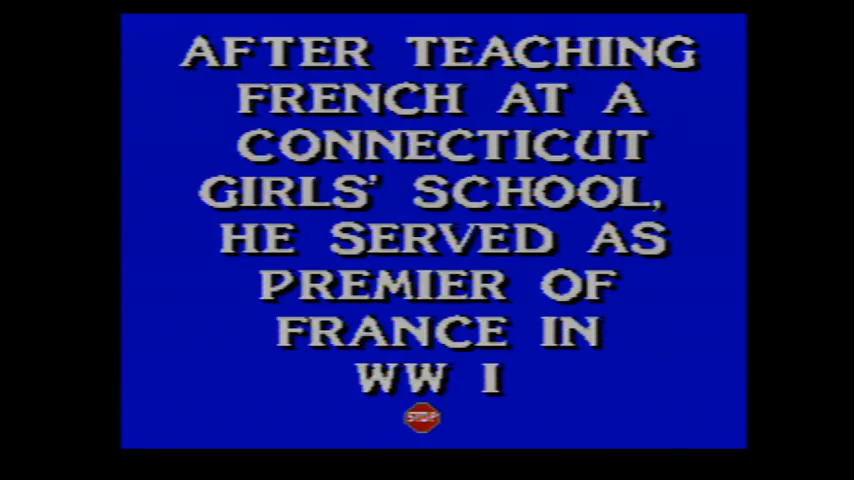 AFTER TEACHING
FRENCH AT A
CONNECTICUT
GIRLS' SCHOOL,
HE SERVED AS
PREMIER OF
FRANCE IN
WW I
STOP